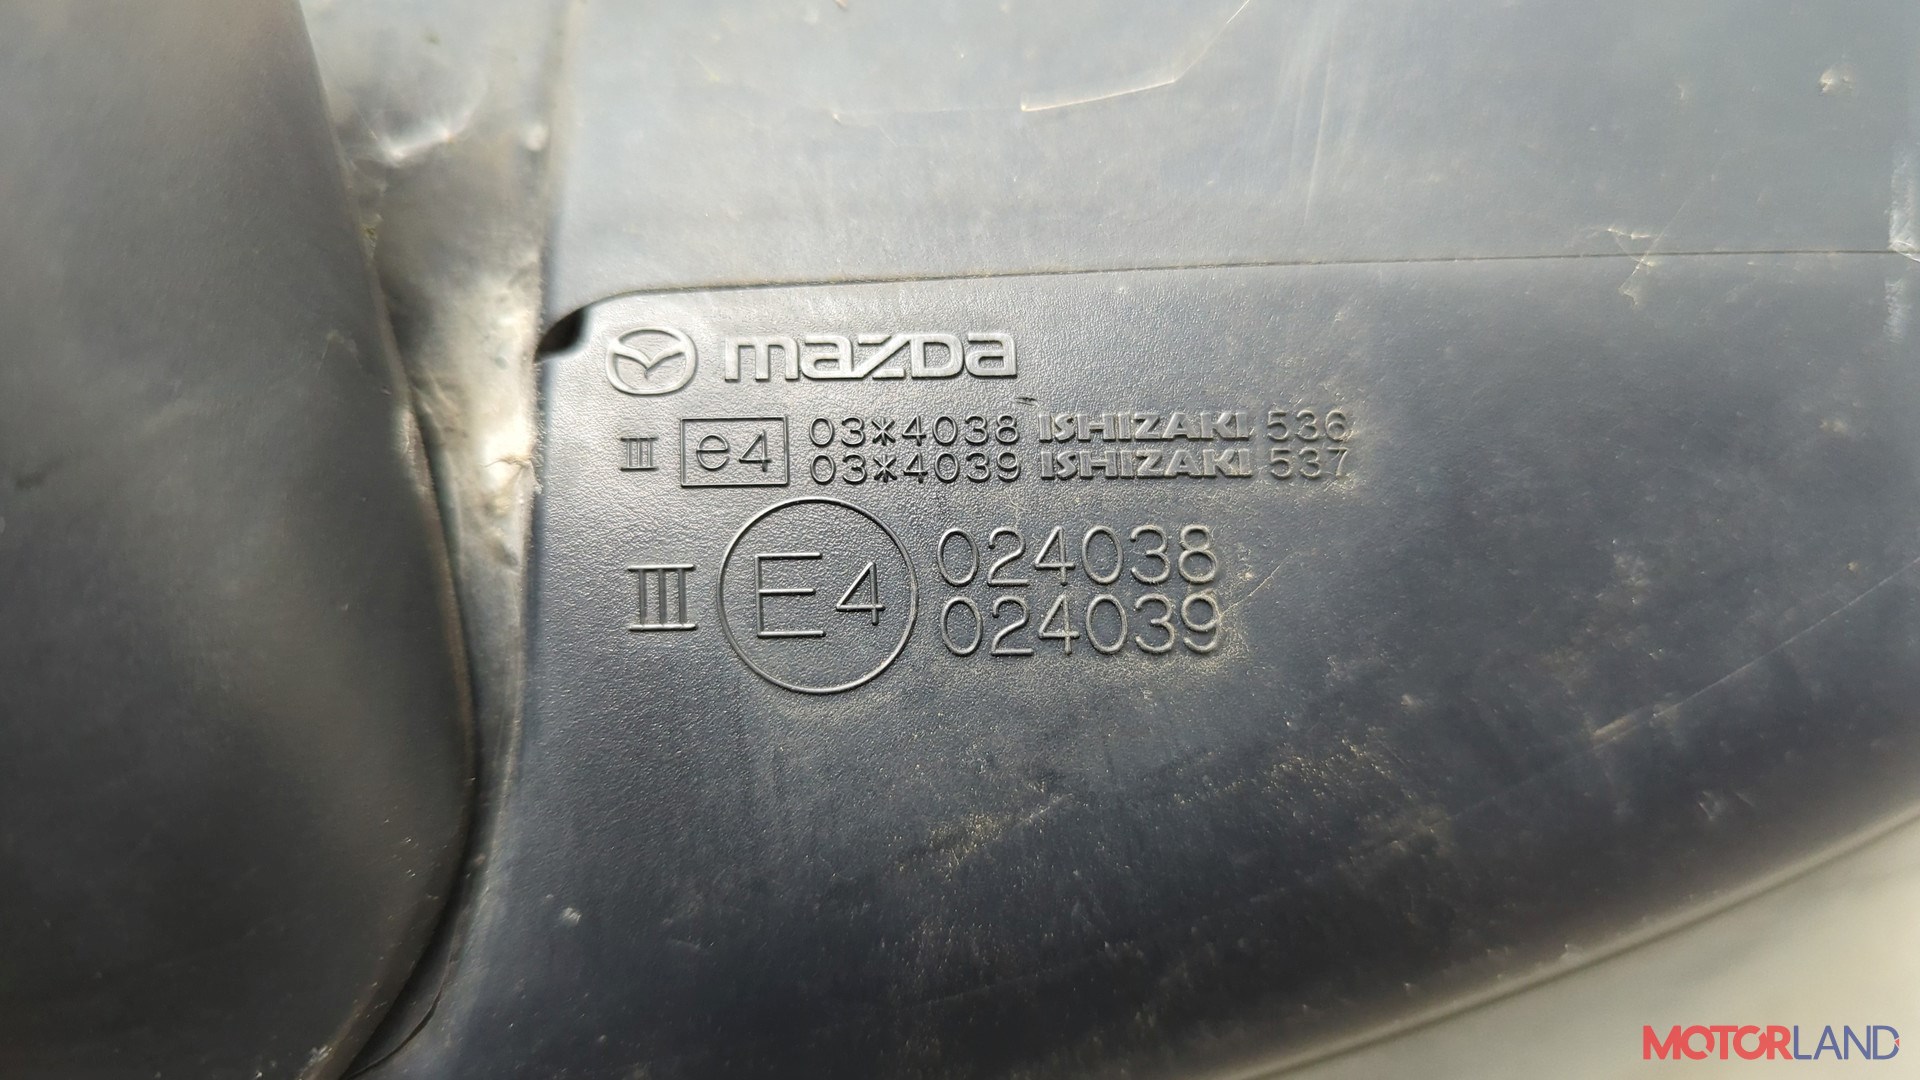 mazda
III e4 03*4038 ISHIZAKI 536
03*4039 ISHIZAKI 537
III E4 024038
024039
MOTORLAND